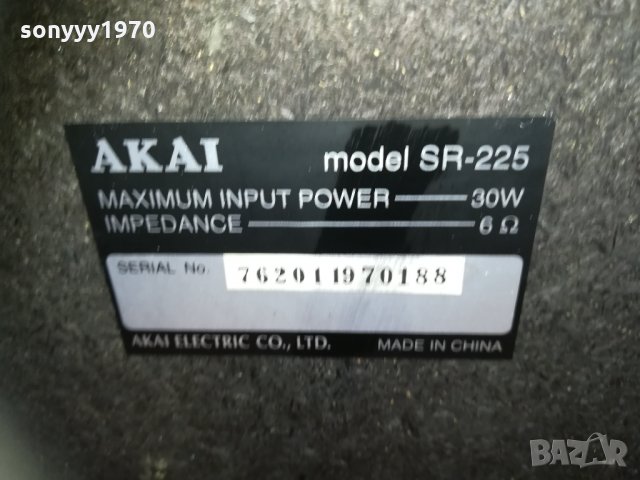 sonyyy1970
AKAI model SR-225
MAXIMUM INPUT POWER 30W
IMPEDANCE 6 Ω
SERIAL No. 762011970188
AKAI ELECTRIC CO., LTD. MADE IN CHINA
BAZAR